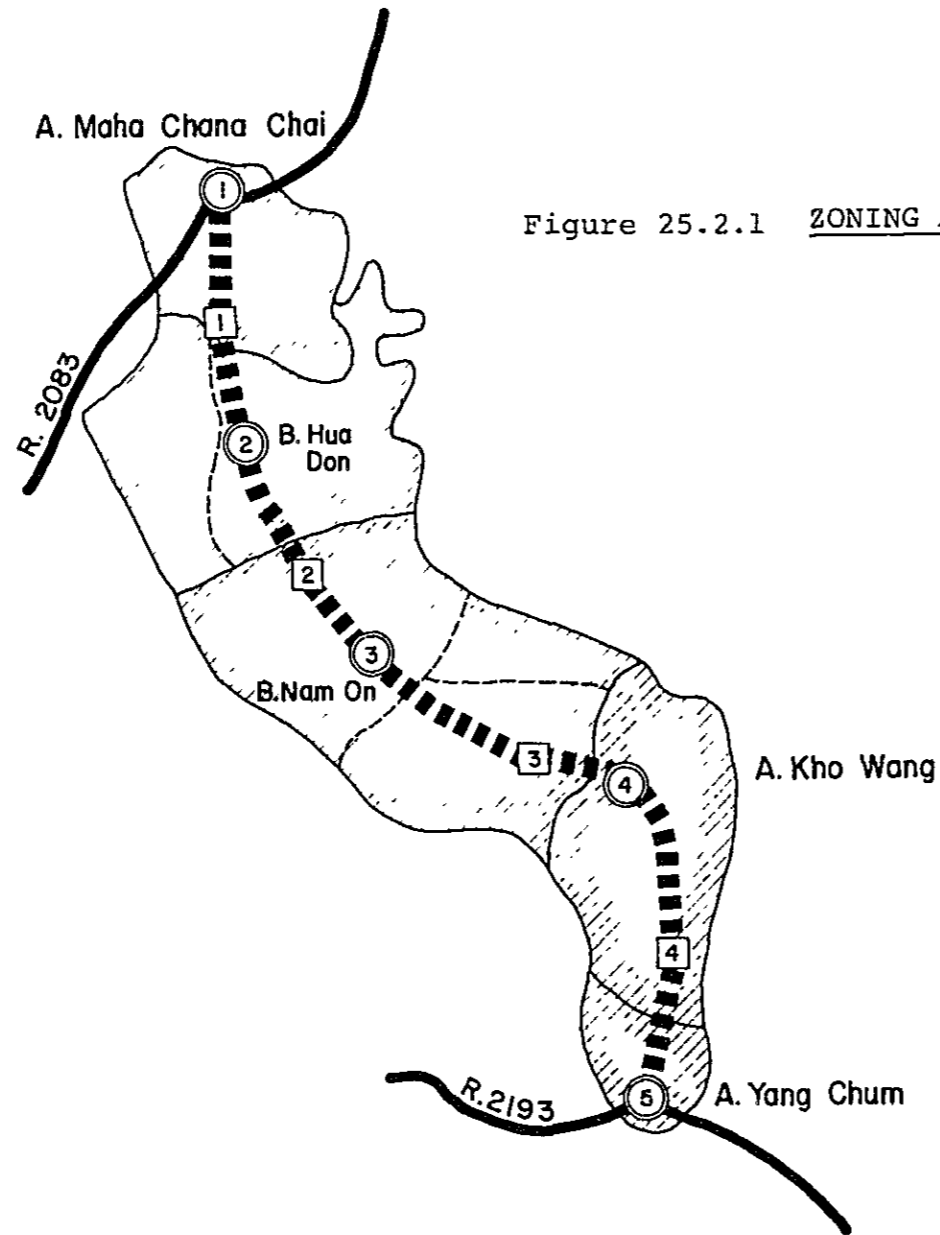 A. Maha Chana Chai
1
Figure 25.2.1 ZONING
1
R. 2083
2
B. Hua
Don
2
3
B.Nam On
3
4
A. Kho Wang
4
5
A. Yang Chum
R.2193